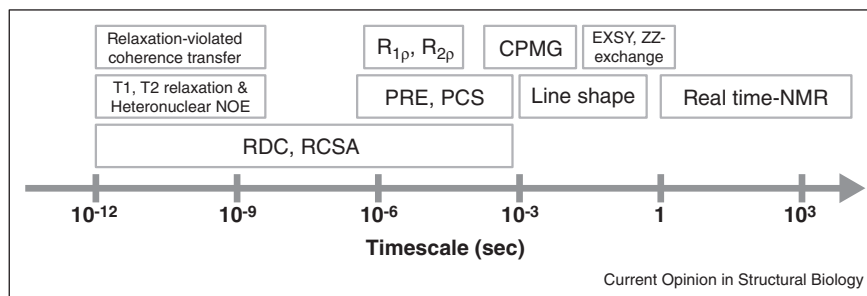 Relaxation-violated
coherence transfer
R1ρ, R2ρ
CPMG
EXSY, ZZ-
exchange
T1, T2 relaxation &
Heteronuclear NOE
PRE, PCS
Line shape
Real time-NMR
RDC, RCSA
10-12
10-9
10-6
10-3
1
103
Timescale (sec)
Current Opinion in Structural Biology